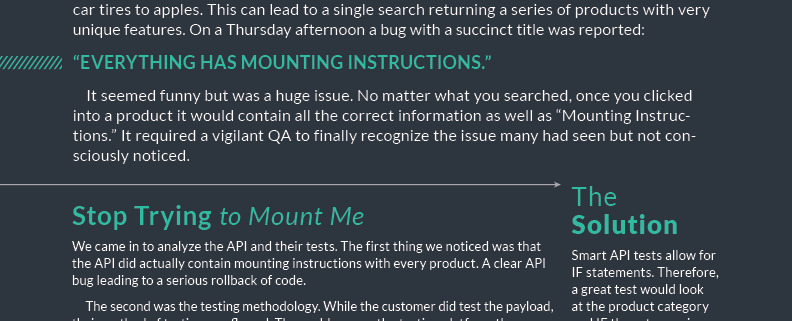 car tires to apples. This can lead to a single search returning a series of products with very
unique features. On a Thursday afternoon a bug with a succinct title was reported:
“EVERYTHING HAS MOUNTING INSTRUCTIONS.”
It seemed funny but was a huge issue. No matter what you searched, once you clicked
into a product it would contain all the correct information as well as “Mounting Instruc-
tions.” It required a vigilant QA to finally recognize the issue many had seen but not con-
sciously noticed.
Stop Trying to Mount Me
We came in to analyze the API and their tests. The first thing we noticed was that
the API did actually contain mounting instructions with every product. A clear API
bug leading to a serious rollback of code.
The second was the testing methodology. While the customer did test the payload,
The
Solution
Smart API tests allow for
IF statements. Therefore,
a great test would look
at the product category